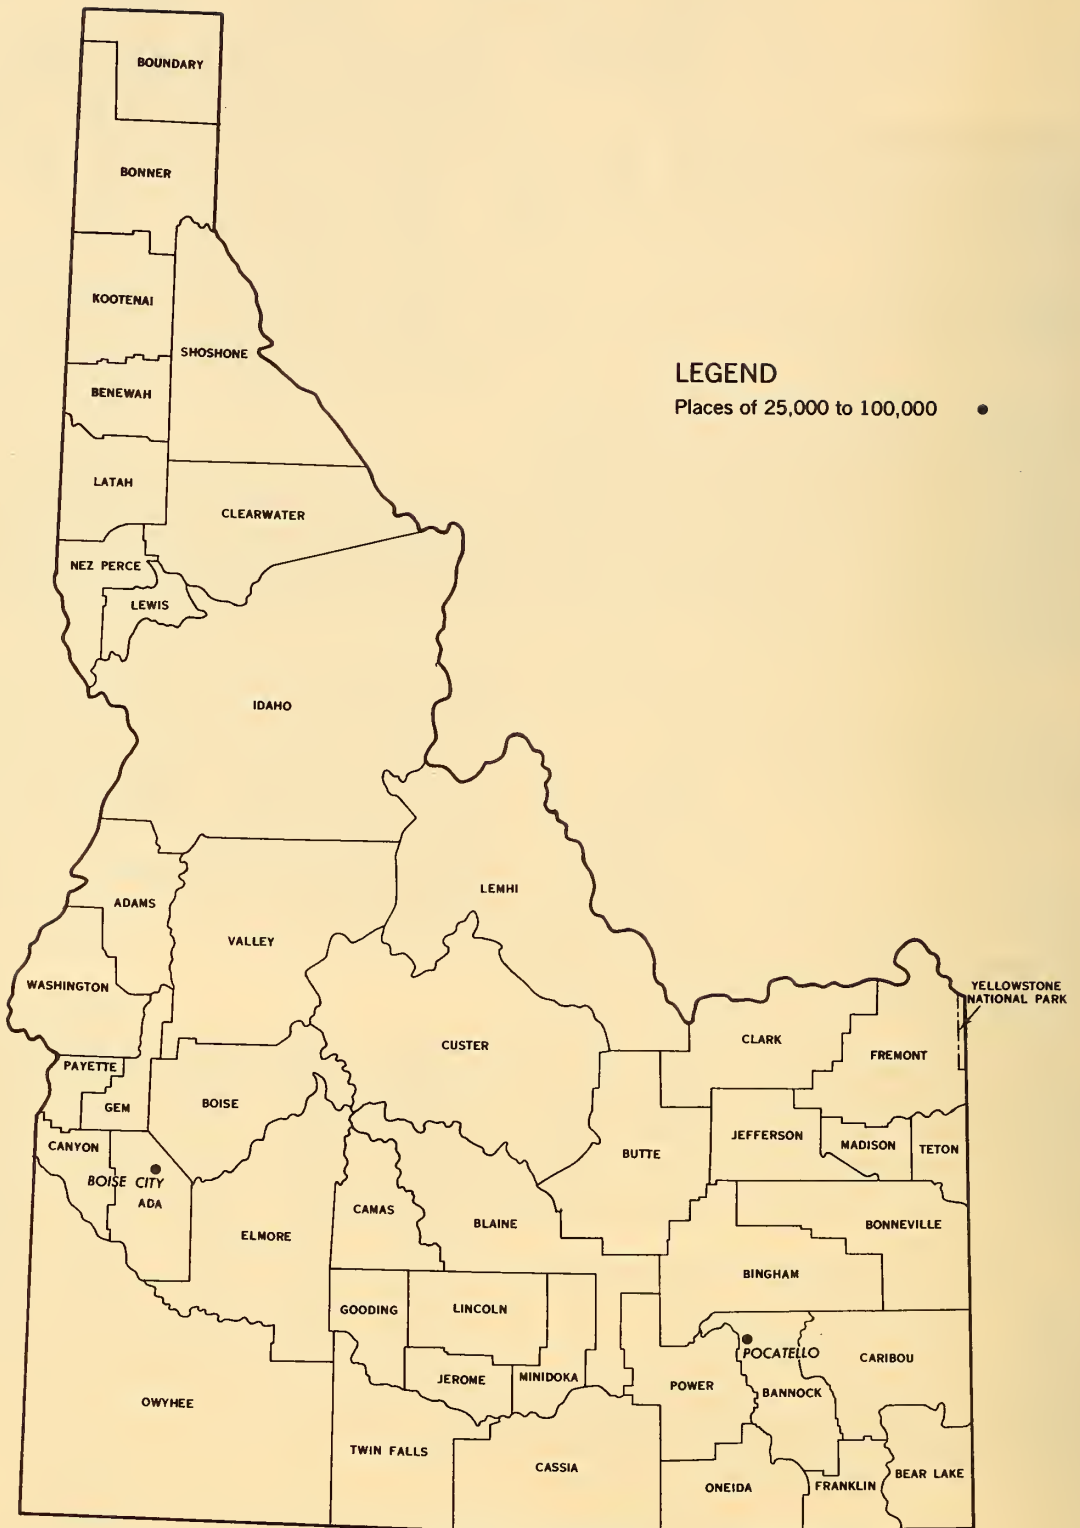 BOUNDARY
BONNER
KOOTENAI
SHOSHONE
LEGEND
Places of 25,000 to 100,000
BENEWAH
LATAH
CLEARWATER
NEZ PERCE
LEWIS
IDAHO
LEMHI
ADAMS
VALLEY
WASHINGTON
YELLOWSTONE
NATIONAL PARK
CLARK
CUSTER
FREMONT
PAYETTE
GEM
BOISE
JEFFERSON
MADISON
TETON
CANYON
BUTTE
BOISE CITY
ADA
CAMAS
BLAINE
BONNEVILLE
ELMORE
BINGHAM
GOODING
LINCOLN
POCATELLO
CARIBOU
JEROME
MINIDOKA
POWER
BANNOCK
OWYHEE
TWIN FALLS
CASSIA
BEAR LAKE
ONEIDA
FRANKLIN